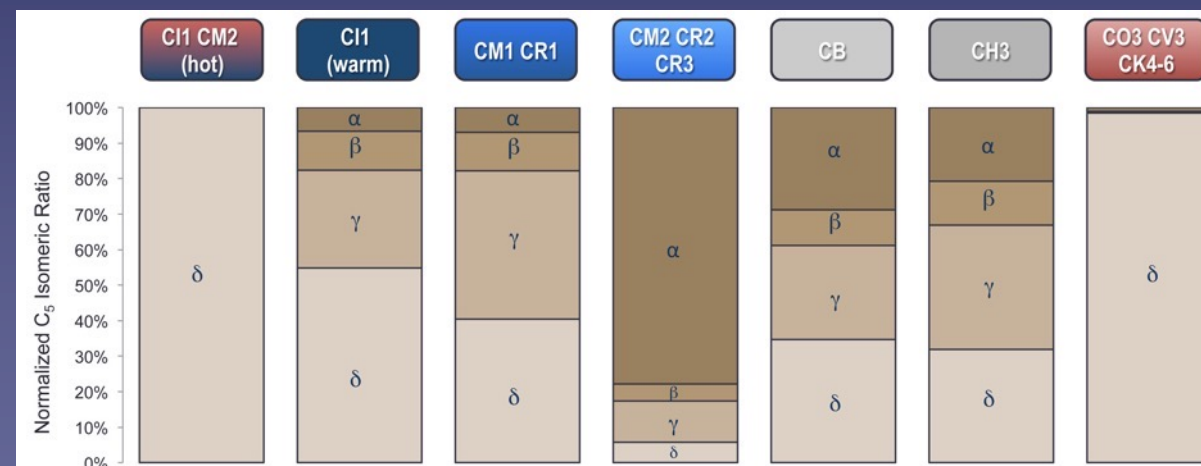 CI1 CM2
(hot)
CI1
(warm)
CM1 CR1
CM2 CR2
CR3
CB
CH3
CO3 CV3
CK4-6
Normalized C₅ Isomeric Ratio
100%
90%
80%
70%
60%
50%
40%
30%
20%
10%
0%
δ
α
β
γ
δ
α
β
γ
δ
α
β
γ
δ
α
β
γ
δ
α
β
γ
δ
δ